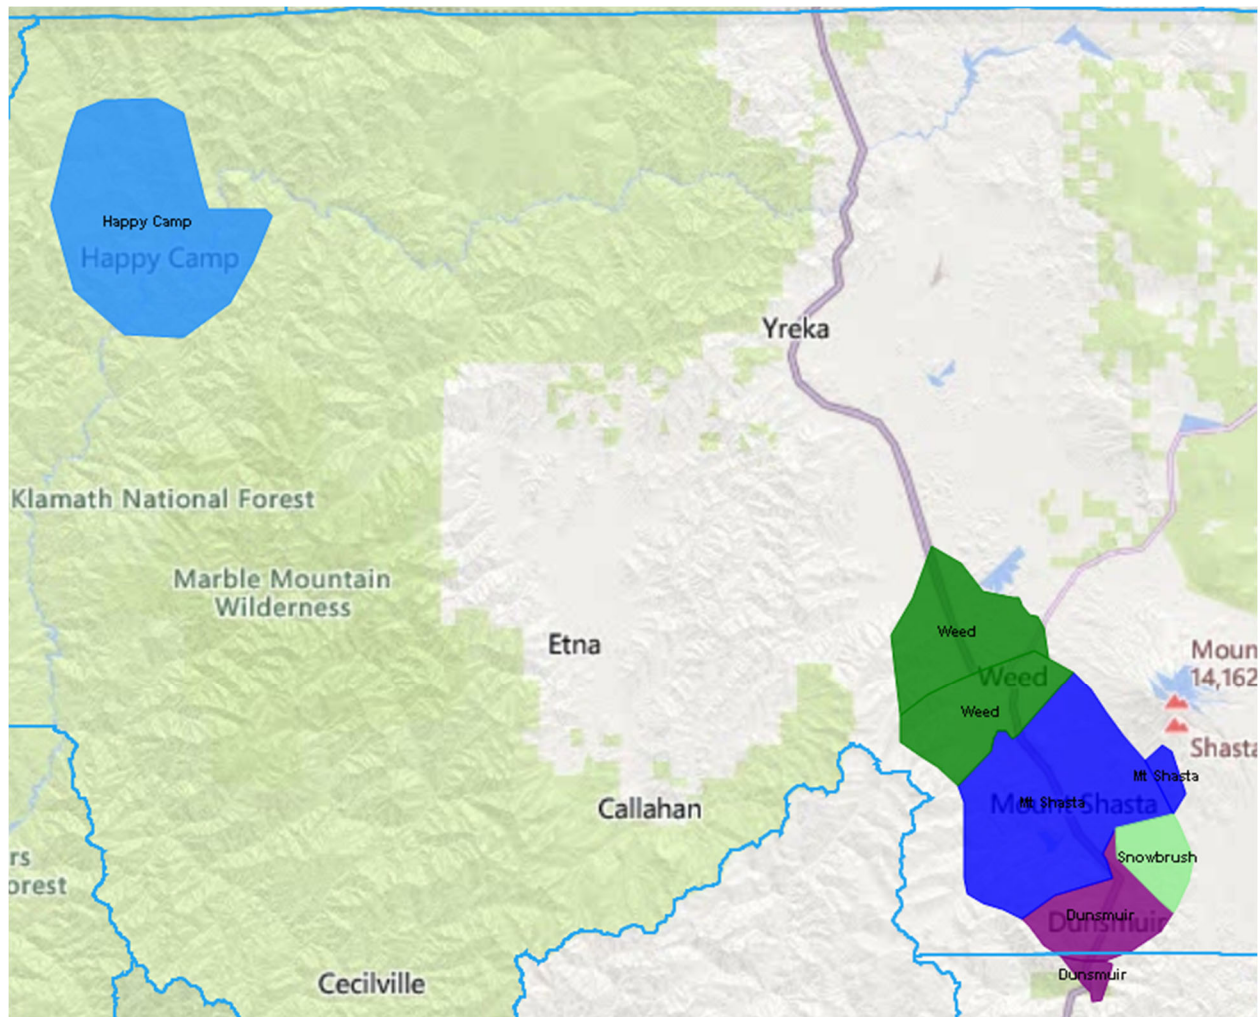 Happy Camp
Happy Camp
Yreka
Klamath National Forest
Marble Mountain
Wilderness
Etna
Weed
Weed
Weed
Moun
14,162
Shasta
Mt Shasta
Mount Shasta
Mt Shasta
Callahan
Snowbrush
rs
orest
Dunsmuir
Dunsmuir
Dunsmuir
Cecilville